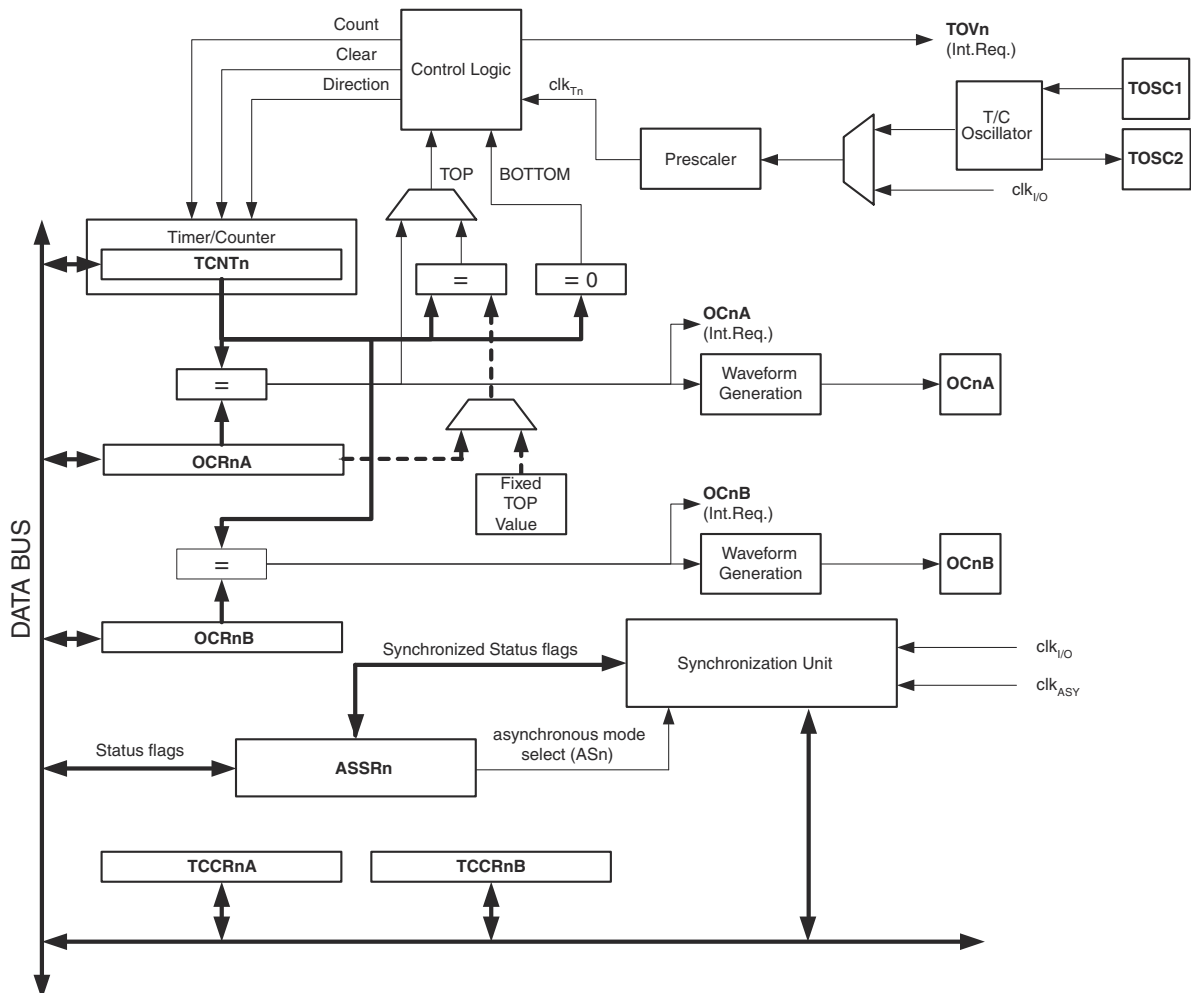 Count
Clear
Direction
Control Logic
TOVn
(Int.Req.)
clkTn
TOSC1
T/C
Oscillator
TOSC2
Prescaler
clkI/O
TOP
BOTTOM
Timer/Counter
TCNTn
=
= 0
OCnA
(Int.Req.)
=
Waveform
Generation
OCnA
OCRnA
Fixed
TOP
Value
OCnB
(Int.Req.)
=
Waveform
Generation
OCnB
DATA BUS
OCRnB
Synchronized Status flags
Synchronization Unit
clkI/O
clkASY
Status flags
ASSRn
asynchronous mode
select (ASn)
TCCRnA
TCCRnB